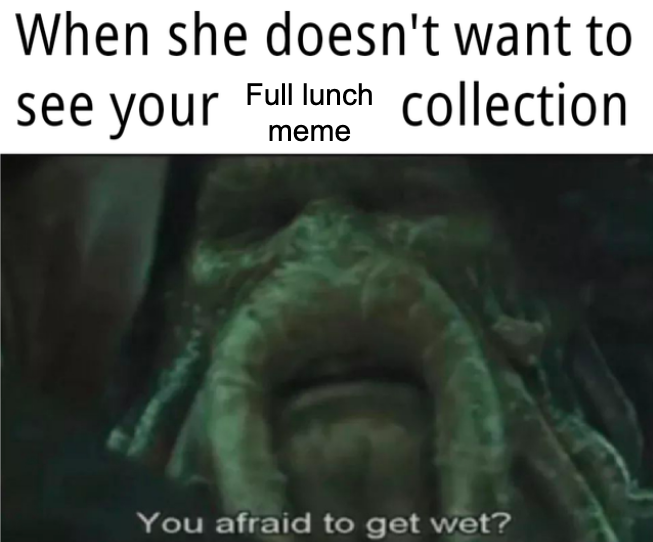 When she doesn't want to
see your Full lunch meme collection
You afraid to get wet?